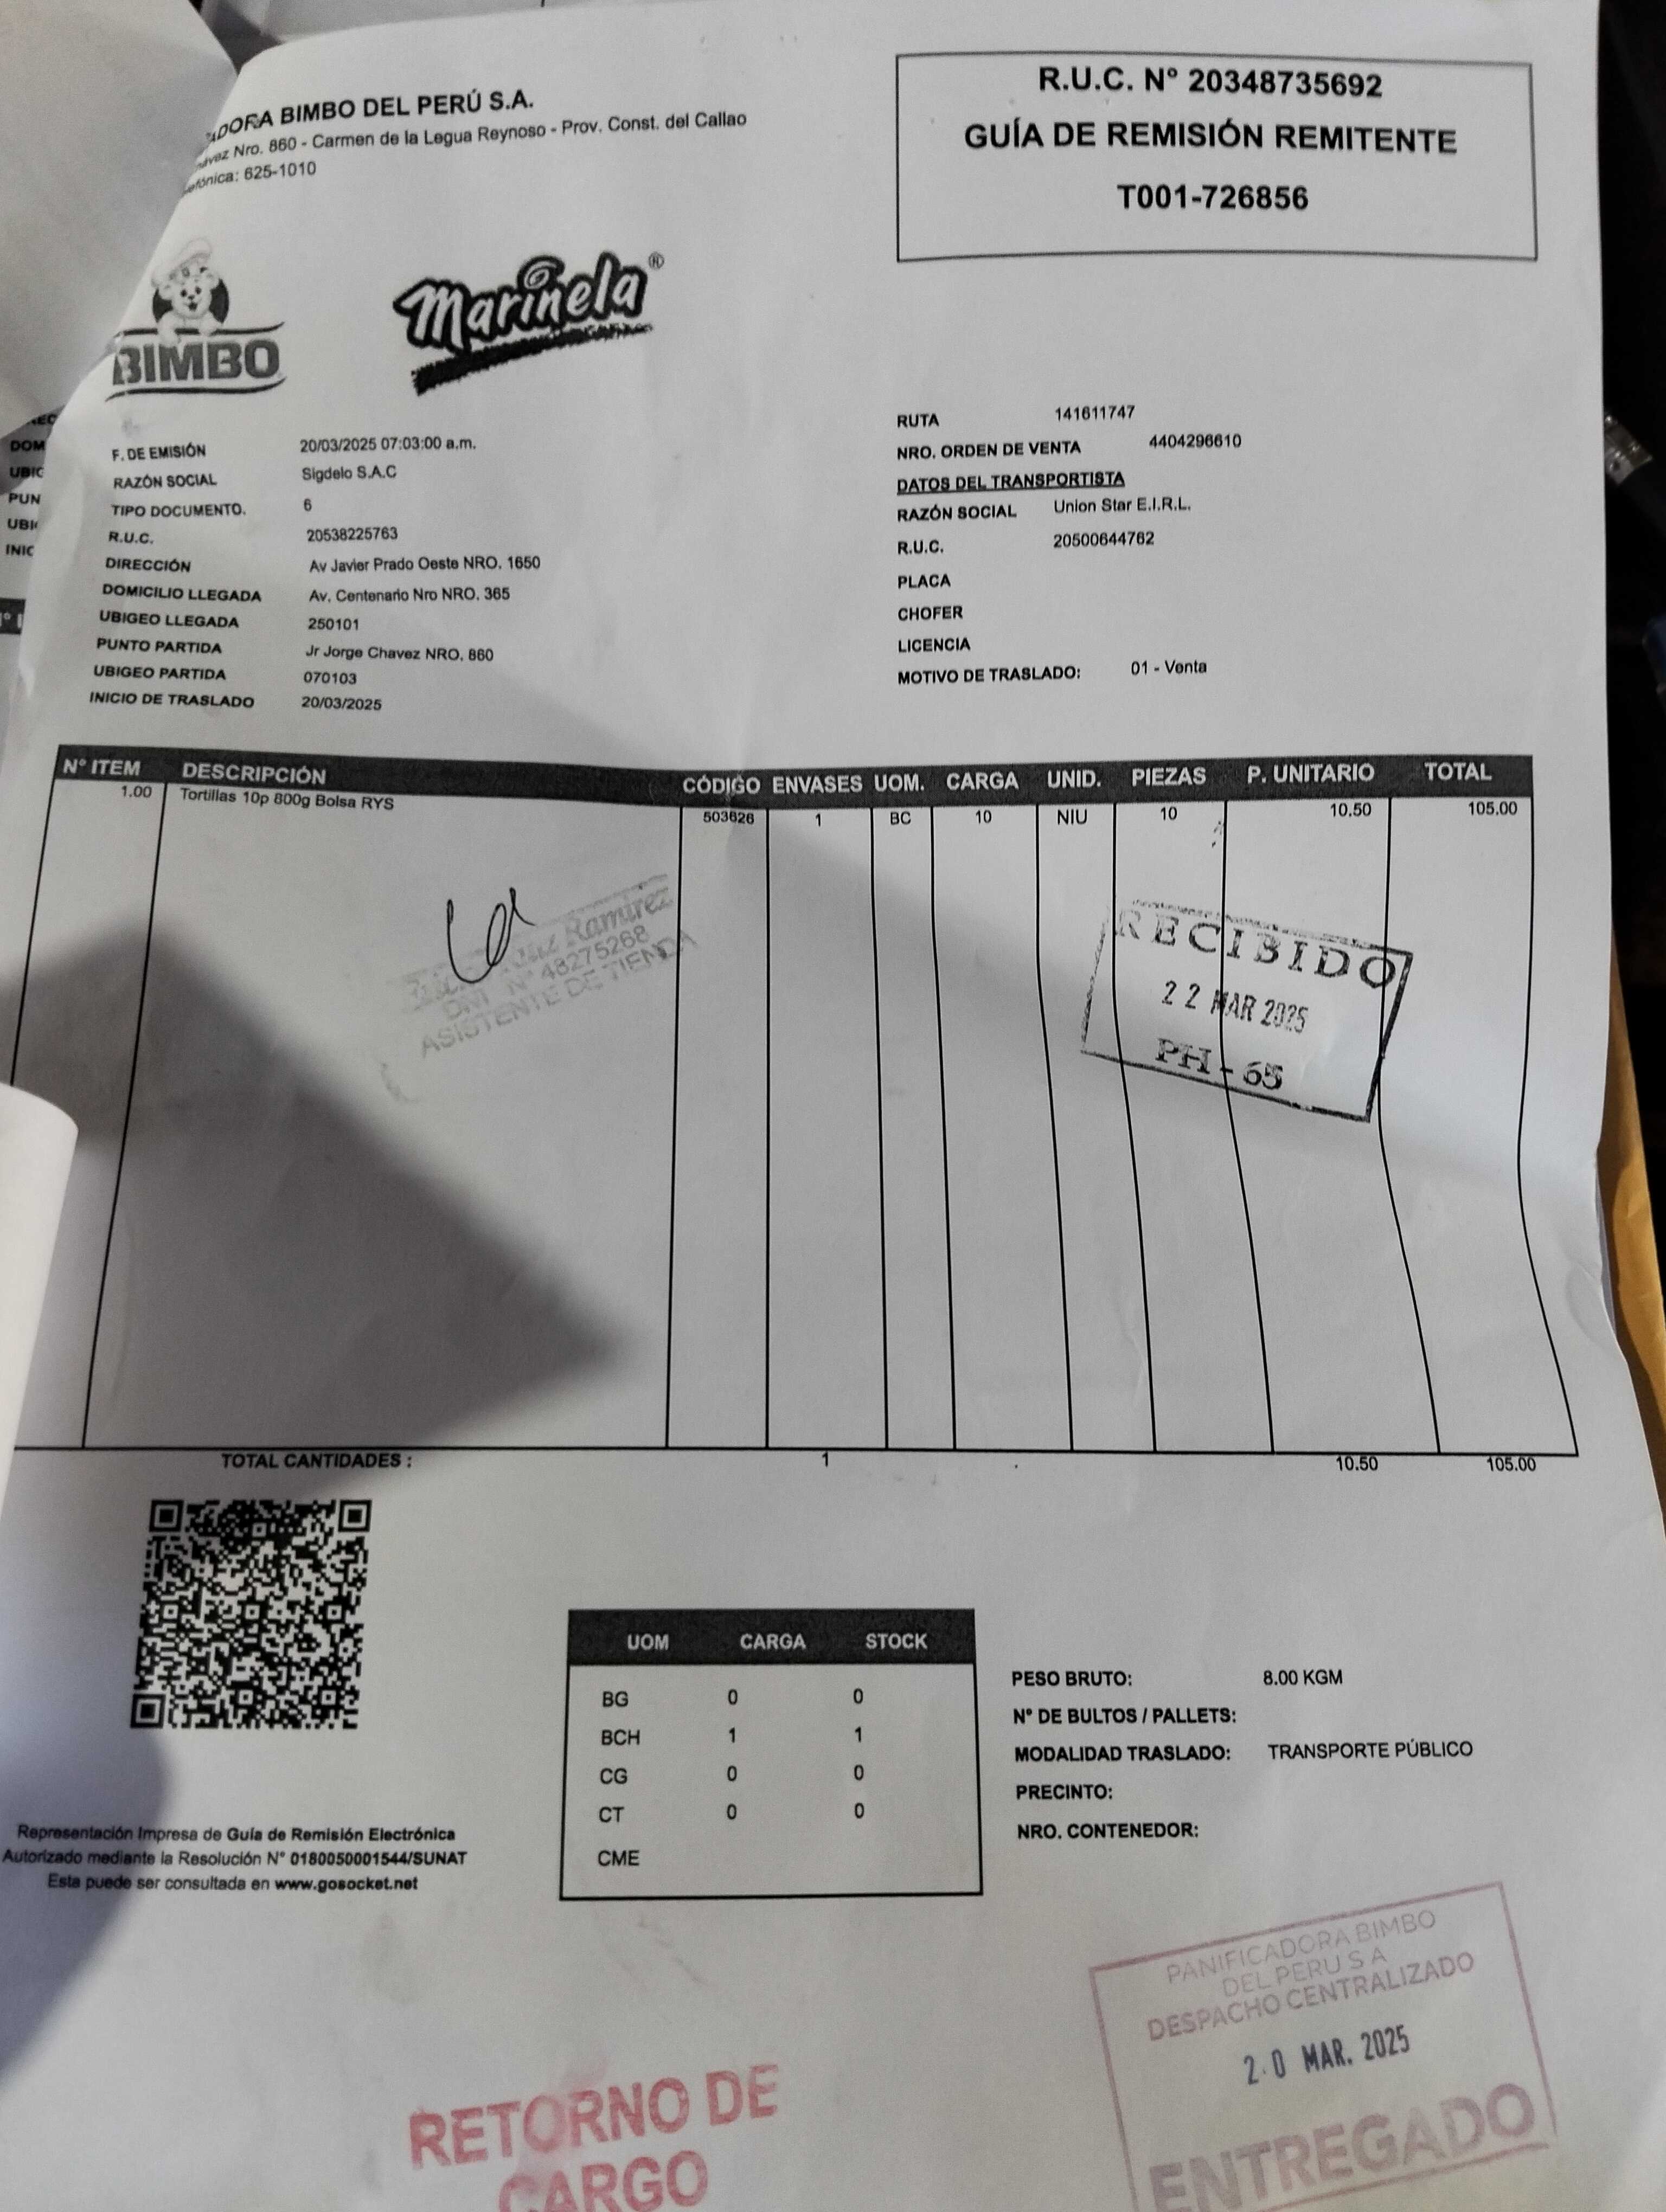 BIMBO DEL PERÚ S.A.
Nro. 860 - Carmen de la Legua Reynoso - Prov. Const. del Callao
625-1010
R.U.C. N° 20348735692
GUÍA DE REMISIÓN REMITENTE
T001-726856
BIMBO
Marinela®
F. DE EMISIÓN 20/03/2025 07:03:00 a.m.
RAZÓN SOCIAL Sigdelo S.A.C
TIPO DOCUMENTO. 6
R.U.C. 20538225763
DIRECCIÓN Av Javier Prado Oeste NRO. 1650
DOMICILIO LLEGADA Av. Centenario Nro NRO. 365
UBIGEO LLEGADA 250101
PUNTO PARTIDA Jr Jorge Chavez NRO. 860
UBIGEO PARTIDA 070103
INICIO DE TRASLADO 20/03/2025
RUTA 141611747
NRO. ORDEN DE VENTA 4404296610
DATOS DEL TRANSPORTISTA
RAZÓN SOCIAL Union Star E.I.R.L.
R.U.C. 20500644762
PLACA
CHOFER
LICENCIA
MOTIVO DE TRASLADO: 01 - Venta
DOM
UBIC
PUN
INIC
N° ITEM DESCRIPCIÓN CÓDIGO ENVASES UOM. CARGA UNID. PIEZAS P. UNITARIO TOTAL
1.00 Tortillas 10p 800g Bolsa RYS 503626 1 BC 10 NIU 10 10.50 105.00
Ramirez
DNI N° 48275268
ASISTENTE DE TIENDA
RECIBIDO
22 MAR 2025
PH - 65
TOTAL CANTIDADES : 1 10.50 105.00
UOM CARGA STOCK
BG 0 0
BCH 1 1
CG 0 0
CT 0 0
CME
PESO BRUTO: 8.00 KGM
N° DE BULTOS / PALLETS:
MODALIDAD TRASLADO: TRANSPORTE PÚBLICO
PRECINTO:
NRO. CONTENEDOR:
Representación Impresa de Guía de Remisión Electrónica
Autorizado mediante la Resolución N° 0180050001544/SUNAT
Esta puede ser consultada en www.gosocket.net
PANIFICADORA BIMBO
DEL PERU S A
DESPACHO CENTRALIZADO
20 MAR. 2025
ENTREGADO
RETORNO DE
CARGO